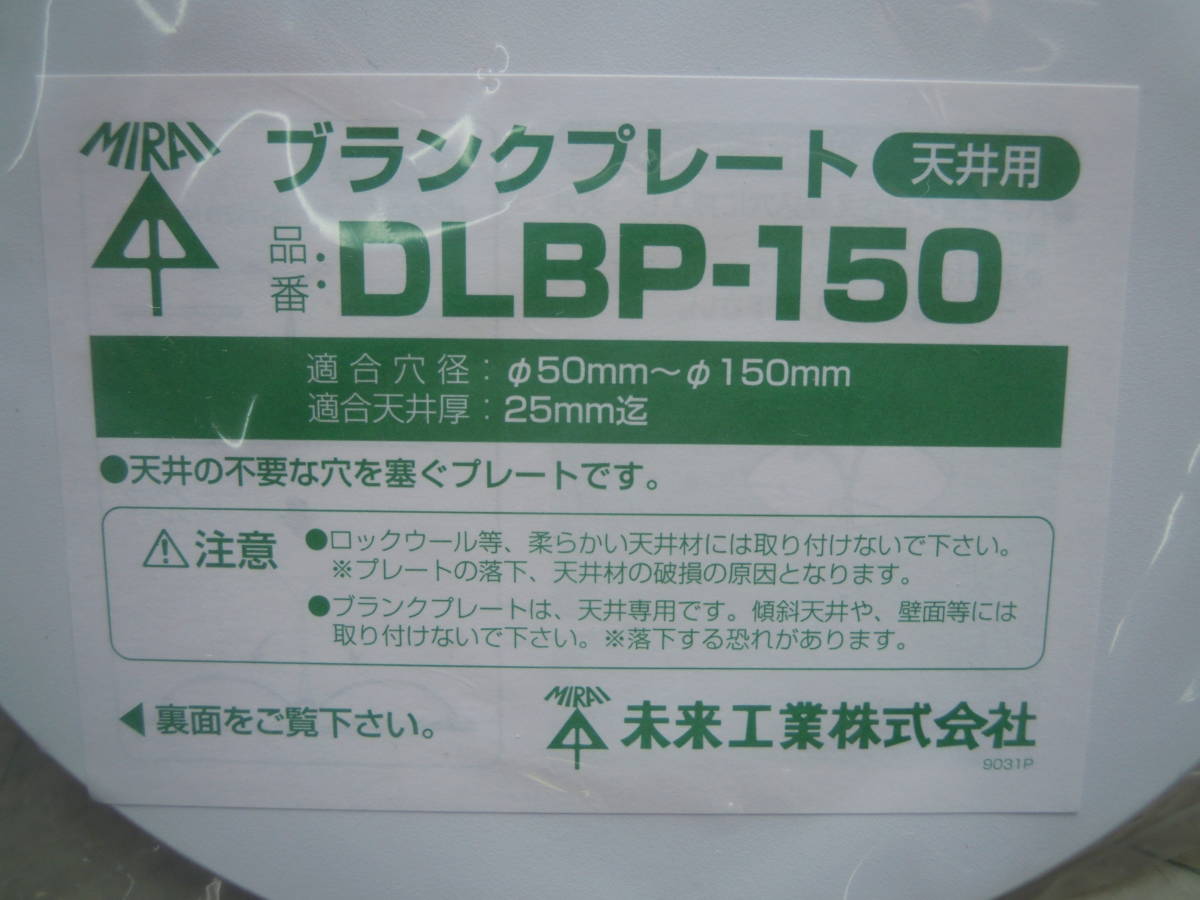 MIRAI
ブランクプレート 天井用
品番:DLBP-150
適合穴径:φ50mm～φ150mm
適合天井厚:25mm迄
●天井の不要な穴を塞ぐプレートです。
⚠注意
●ロックウール等、柔らかい天井材には取り付けないで下さい。
※プレートの落下、天井材の破損の原因となります。
●ブランクプレートは、天井専用です。傾斜天井や、壁面等には
取り付けないで下さい。※落下する恐れがあります。
◀裏面をご覧下さい。
MIRAI 未来工業株式会社
9031P